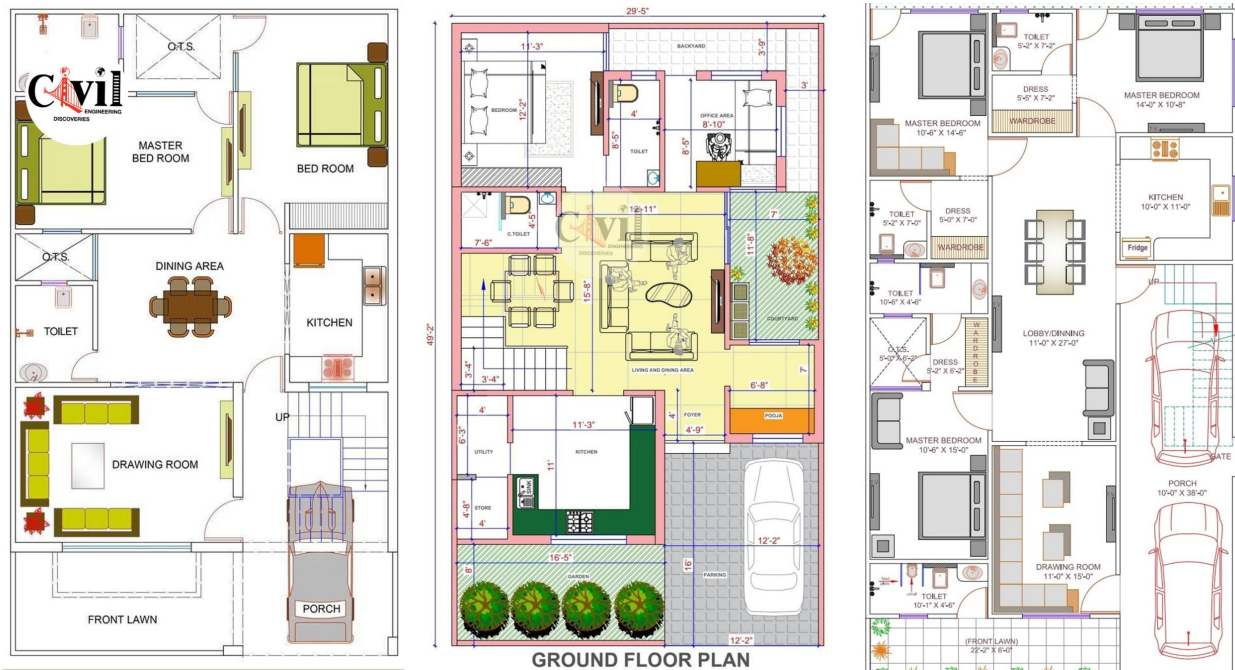 O.T.S.
Civil
ENGINEERING
DISCOVERIES
MASTER
BED ROOM
BED ROOM
O.T.S.
DINING AREA
TOILET
KITCHEN
UP
DRAWING ROOM
PORCH
FRONT LAWN
29'-5"
BACKYARD
3'-9"
11'-3"
3'
BEDROOM
12'-2"
4'
OFFICE AREA
8'-10"
8'-5"
TOILET
8'-5"
12'-11"
7'
C.TOILET
4'-5"
Civil
ENGINEERING
DISCOVERIES
7'-6"
11'-8"
15'-8"
49'-2"
COURTYARD
3'-4"
3'-4"
LIVING AND DINING AREA
6'-8"
7'
4'
FOYER
POOJA
4'-9"
4'
11'-3"
6'-3"
UTILITY
11'
KITCHEN
SINK
STORE
4'-8"
4'
12'-2"
16'-5"
8'
GARDEN
16'
PARKING
12'-2"
GROUND FLOOR PLAN
TOILET
5'-2" X 7'-2"
DRESS
5'-5" X 7'-2"
WARDROBE
MASTER BEDROOM
14'-0" X 10'-8"
MASTER BEDROOM
10'-6" X 14'-6"
KITCHEN
10'-0" X 11'-0"
Fridge
TOILET
5'-2" X 7'-0"
DRESS
5'-0" X 7'-0"
WARDROBE
UP
TOILET
10'-6" X 4'-6"
LOBBY/DINNING
11'-0" X 27'-0"
O.T.S.
5'-0" X 6'-2"
DRESS
5'-2" X 6'-2"
WARDROBE
MASTER BEDROOM
10'-6" X 15'-0"
GATE
PORCH
10'-0" X 38'-0"
DRAWING ROOM
11'-0" X 15'-0"
TOILET
10'-1" X 4'-6"
(FRONT LAWN)
22'-2" X 6'-0"